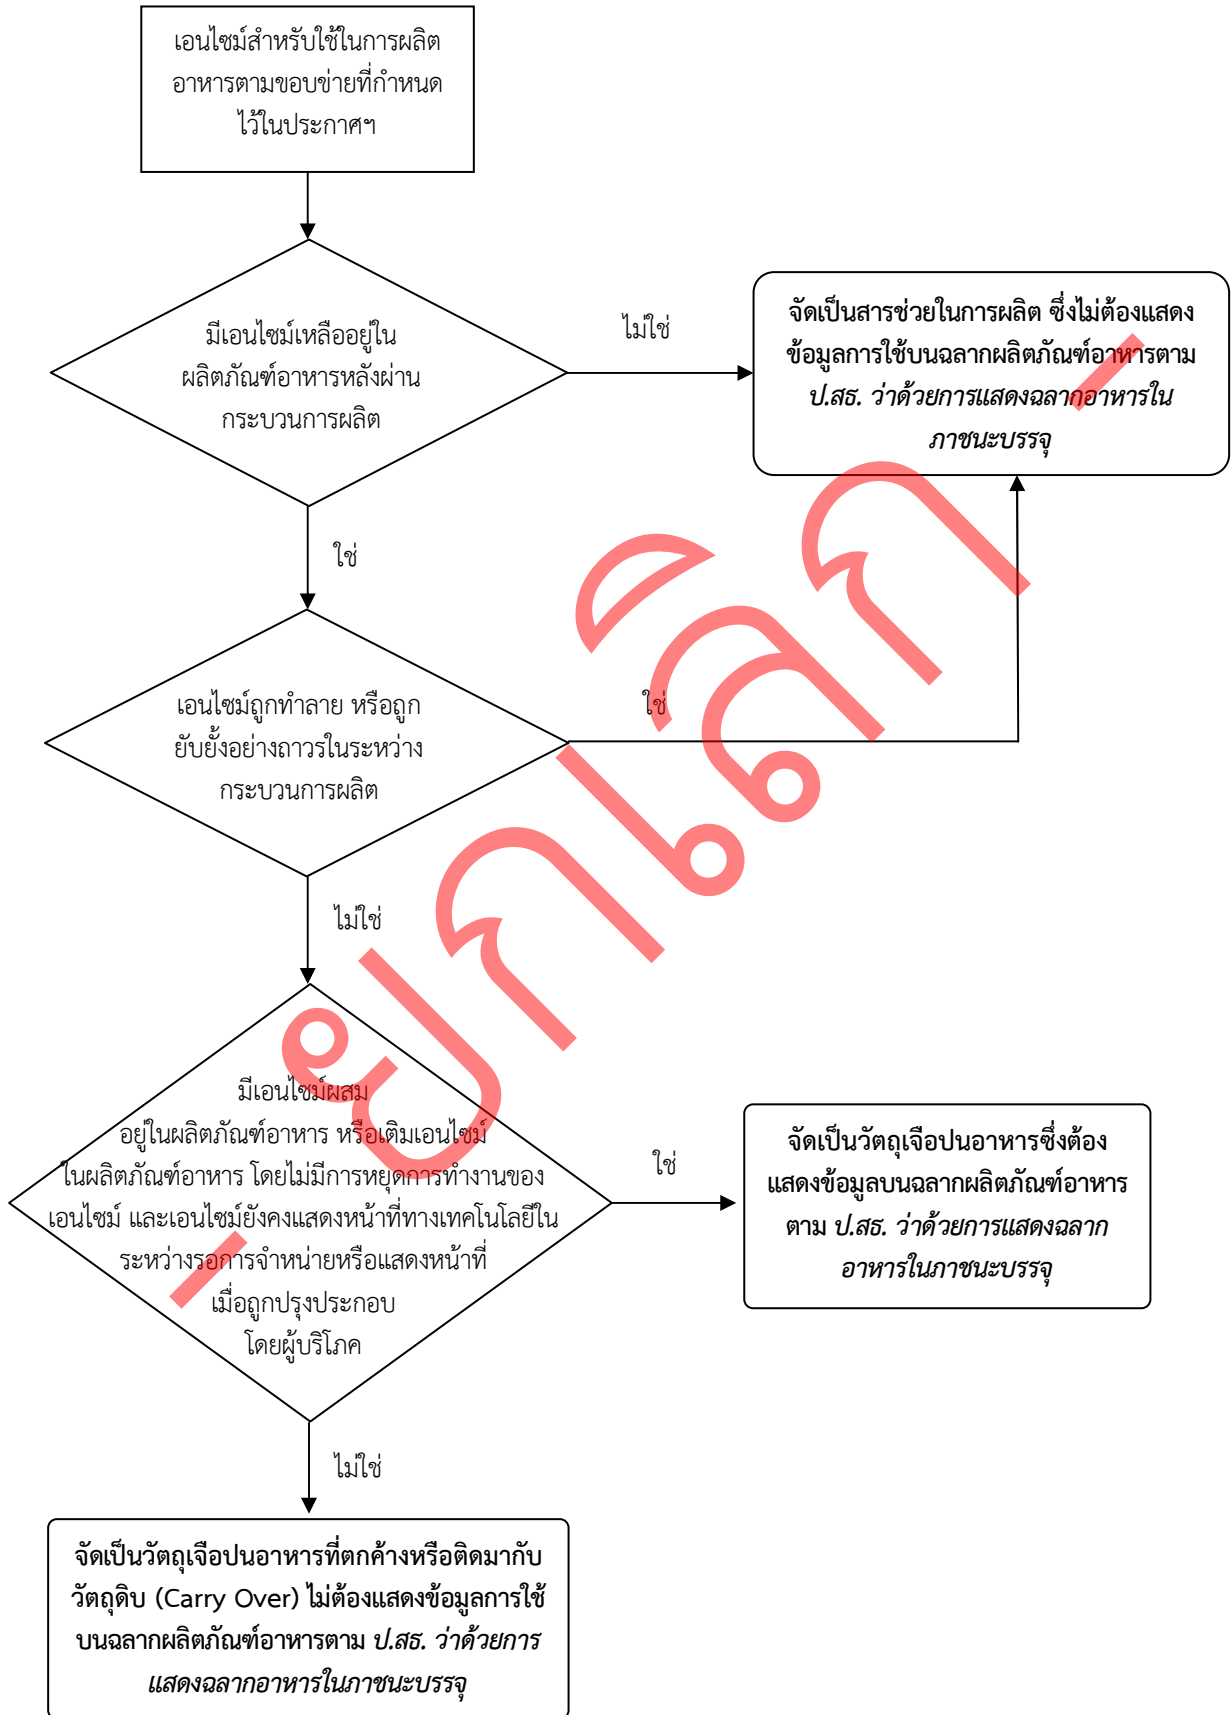 เอนไซม์สำหรับใช้ในการผลิต
อาหารตามขอบข่ายที่กำหนด
ไว้ในประกาศฯ
มีเอนไซม์เหลืออยู่ใน
ผลิตภัณฑ์อาหารหลังผ่าน
กระบวนการผลิต
ไม่ใช่
จัดเป็นสารช่วยในการผลิต ซึ่งไม่ต้องแสดง
ข้อมูลการใช้บนฉลากผลิตภัณฑ์อาหารตาม
ป.สธ. ว่าด้วยการแสดงฉลากอาหารใน
ภาชนะบรรจุ
ใช่
เอนไซม์ถูกทำลาย หรือถูก
ยับยั้งอย่างถาวรในระหว่าง
กระบวนการผลิต
ใช่
ไม่ใช่
มีเอนไซม์ผสม
อยู่ในผลิตภัณฑ์อาหาร หรือเติมเอนไซม์
ในผลิตภัณฑ์อาหาร โดยไม่มีการหยุดการทำงานของ
เอนไซม์ และเอนไซม์ยังคงแสดงหน้าที่ทางเทคโนโลยีใน
ระหว่างรอการจำหน่ายหรือแสดงหน้าที่
เมื่อถูกปรุงประกอบ
โดยผู้บริโภค
ใช่
จัดเป็นวัตถุเจือปนอาหารซึ่งต้อง
แสดงข้อมูลบนฉลากผลิตภัณฑ์อาหาร
ตาม ป.สธ. ว่าด้วยการแสดงฉลาก
อาหารในภาชนะบรรจุ
ไม่ใช่
จัดเป็นวัตถุเจือปนอาหารที่ตกค้างหรือติดมากับ
วัตถุดิบ (Carry Over) ไม่ต้องแสดงข้อมูลการใช้
บนฉลากผลิตภัณฑ์อาหารตาม ป.สธ. ว่าด้วยการ
แสดงฉลากอาหารในภาชนะบรรจุ
- ยกเลิก -